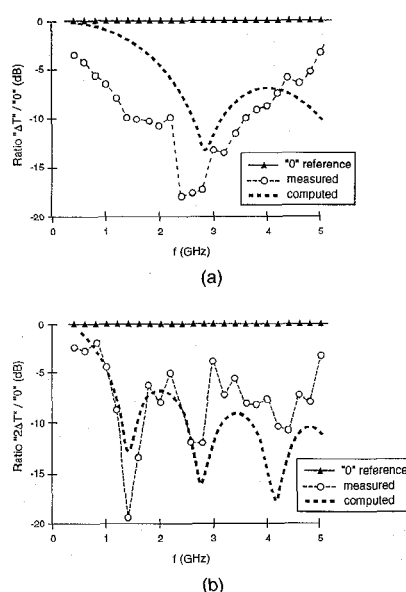 0
-5
-10
-15
-20
Ratio "ΔT" / "0" (dB)
"0" reference
measured
computed
0 1 2 3 4 5
f (GHz)
(a)
0
-5
-10
-15
-20
Ratio "2ΔT" / "0" (dB)
"0" reference
measured
computed
0 1 2 3 4 5
f (GHz)
(b)